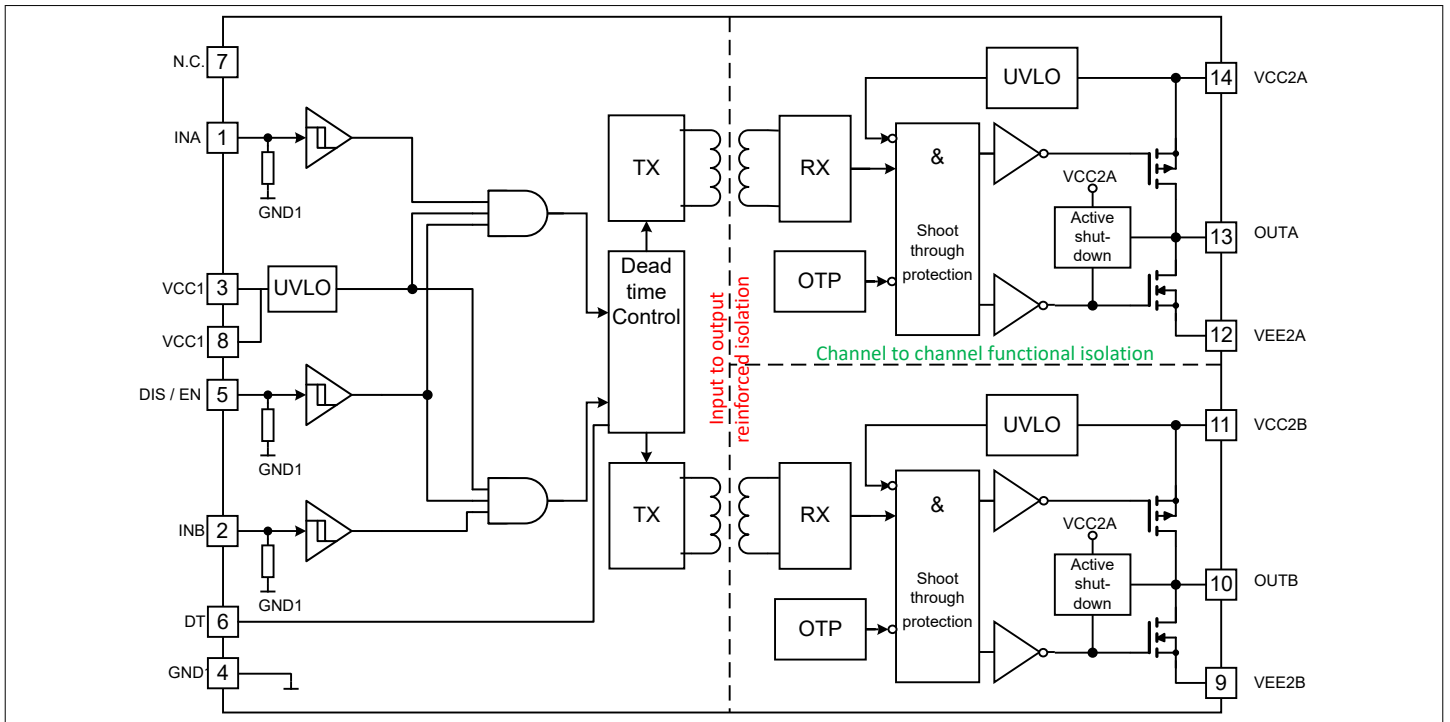 N.C.
7
INA
1
GND1
VCC1
3
UVLO
8
VCC1
DIS / EN
5
GND1
INB
2
GND1
DT
6
GND1
4
TX
Dead
time
Control
TX
Input to output
reinforced isolation
Channel to channel functional isolation
UVLO
14
VCC2A
RX
&
Shoot
through
protection
OTP
VCC2A
Active
shut-
down
13
OUTA
12
VEE2A
UVLO
11
VCC2B
RX
&
Shoot
through
protection
OTP
VCC2A
Active
shut-
down
10
OUTB
9
VEE2B